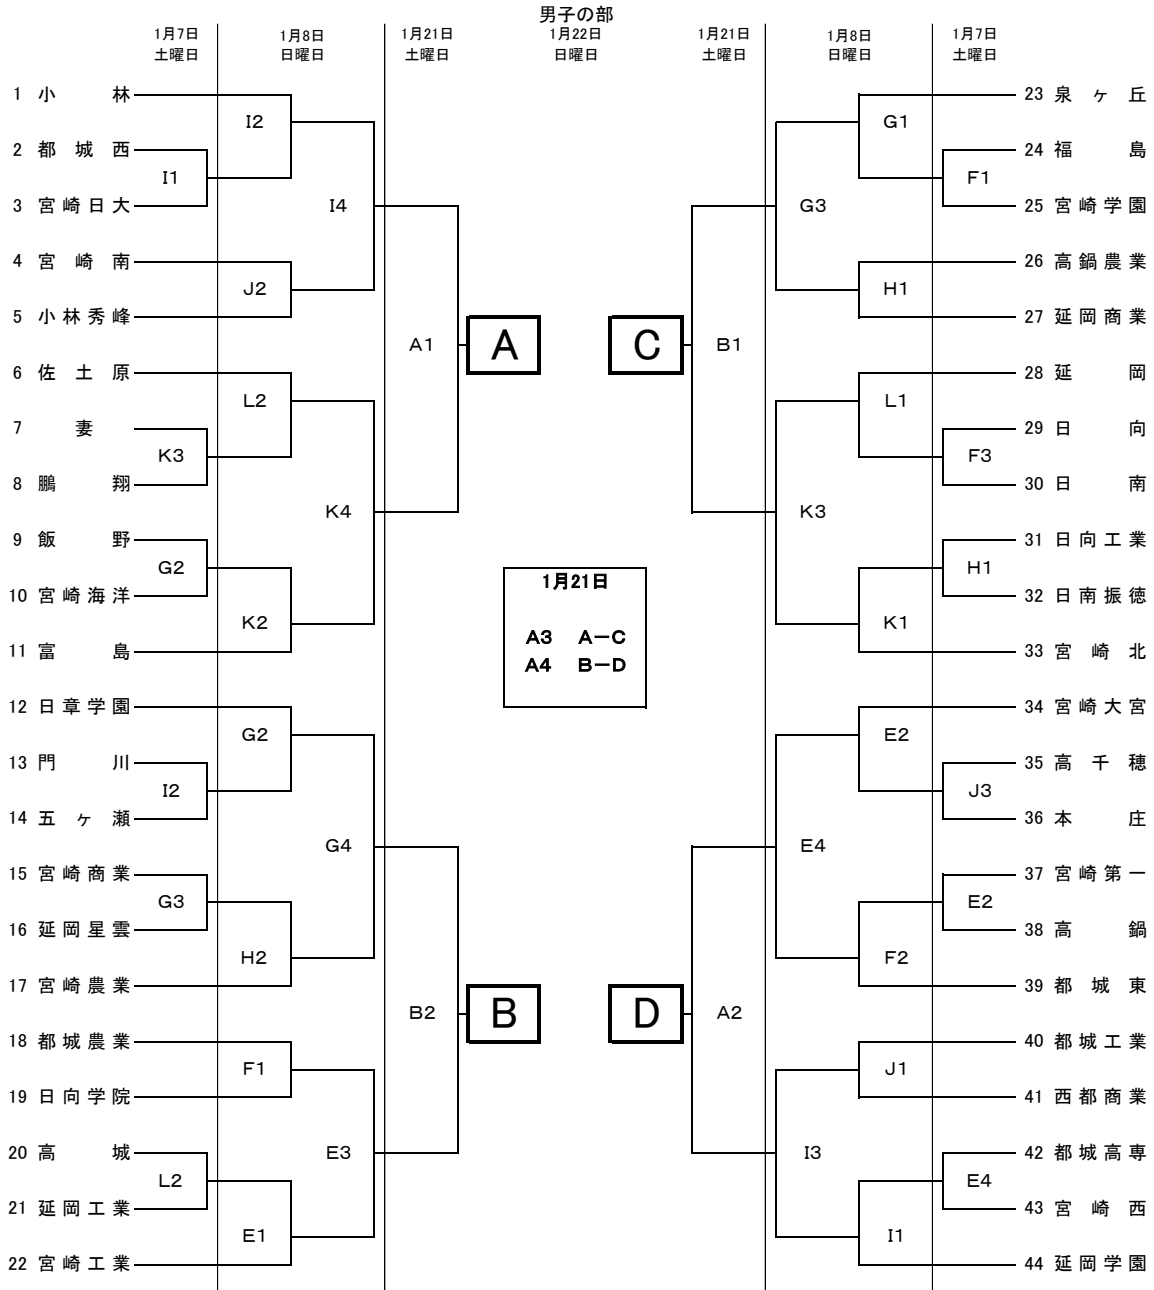 男子の部
1月7日 1月8日 1月21日 1月22日 1月21日 1月8日 1月7日
土曜日 日曜日 土曜日 日曜日 土曜日 日曜日 土曜日
1 小林 23 泉ヶ丘
I2 G1
2 都城西 24 福島
I1 F1
3 宮崎日大 I4 G3 25 宮崎学園
4 宮崎南 26 高鍋農業
J2 H1
5 小林秀峰 27 延岡商業
A1 A C B1
6 佐土原 28 延岡
L2 L1
7 妻 29 日向
K3 F3
8 鵬翔 30 日南
K4 K3
9 飯野 31 日向工業
G2 H1
1月21日
10 宮崎海洋 32 日南振徳
K2 K1
A3 A－C
11 富島 33 宮崎北
A4 B－D
12 日章学園 34 宮崎大宮
G2 E2
13 門川 35 高千穂
I2 J3
14 五ヶ瀬 36 本庄
G4 E4
15 宮崎商業 37 宮崎第一
G3 E2
16 延岡星雲 38 高鍋
H2 F2
17 宮崎農業 39 都城東
B2 B D A2
18 都城農業 40 都城工業
F1 J1
19 日向学院 41 西都商業
20 高城 E3 I3 42 都城高専
L2 E4
21 延岡工業 43 宮崎西
E1 I1
22 宮崎工業 44 延岡学園